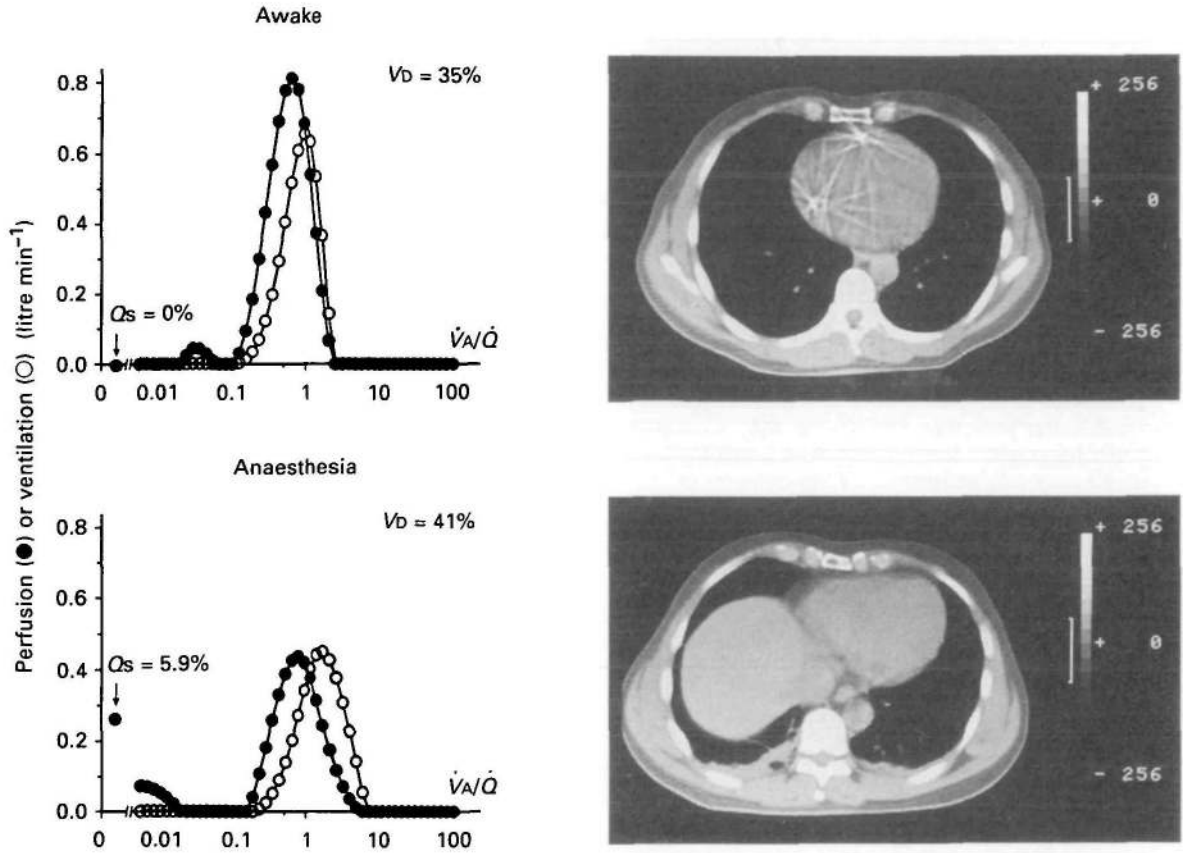 Awake
VD = 35%
0.8
0.6
0.4
0.2
0.0
Qs = 0%
V̇A/Q̇
0 0.01 0.1 1 10 100
Perfusion (●) or ventilation (○) (litre min⁻¹)
+ 256
+ 0
- 256
Anaesthesia
VD = 41%
0.8
0.6
0.4
0.2
0.0
Qs = 5.9%
V̇A/Q̇
0 0.01 0.1 1 10 100
+ 256
+ 0
- 256